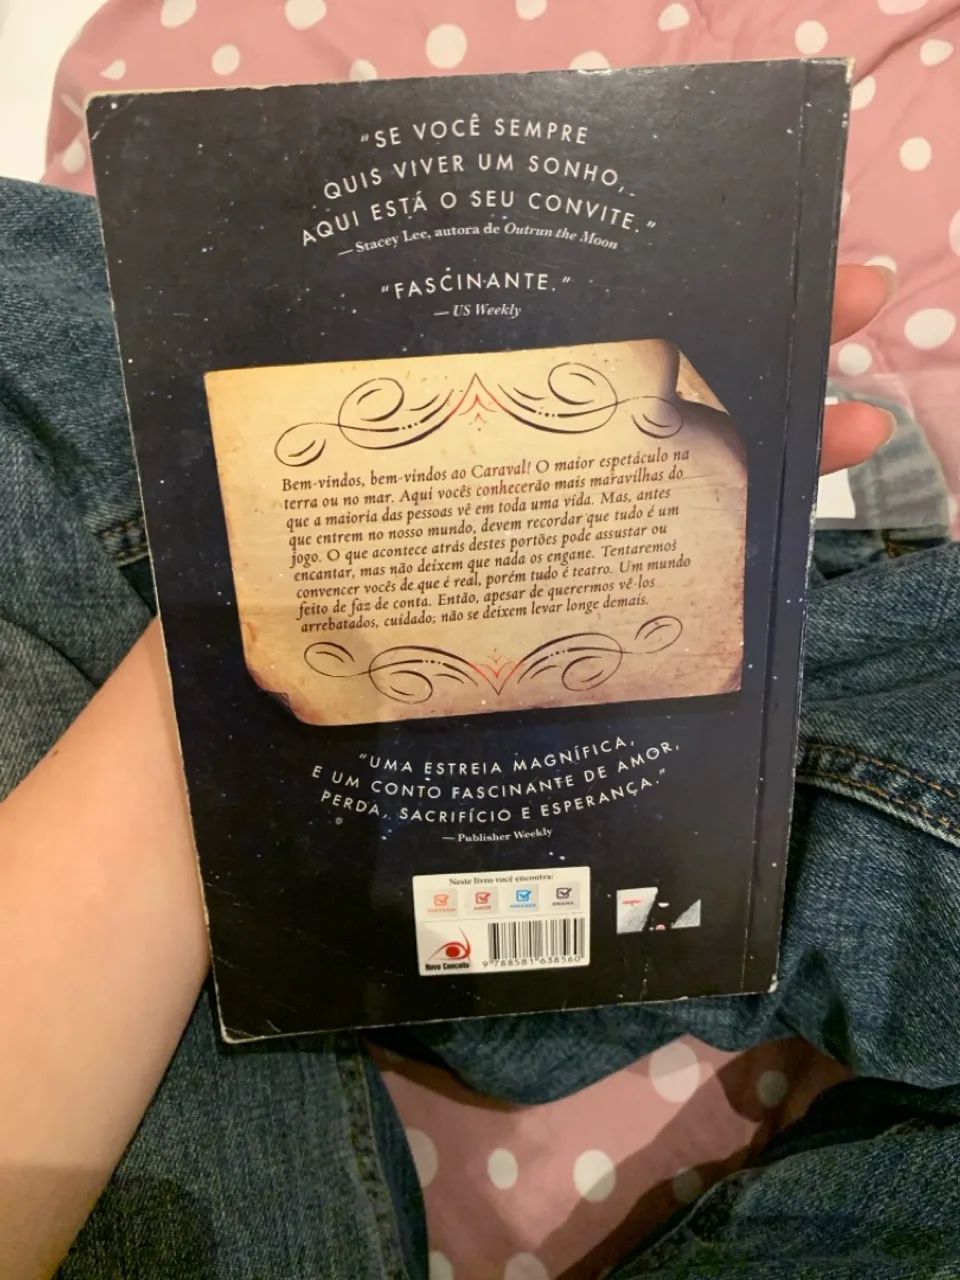 "SE VOCÊ SEMPRE
QUIS VIVER UM SONHO,
AQUI ESTÁ O SEU CONVITE."
— Stacey Lee, autora de Outrun the Moon
"FASCINANTE."
— US Weekly
Bem-vindos, bem-vindos ao Caraval! O maior espetáculo na
terra ou no mar. Aqui vocês conhecerão mais maravilhas do
que a maioria das pessoas vê em toda uma vida. Mas, antes
que entrem no nosso mundo, devem recordar que tudo é um
jogo. O que acontece atrás destes portões pode assustar ou
encantar, mas não deixem que nada os engane. Tentaremos
convencer vocês de que é real, porém tudo é teatro. Um mundo
feito de faz de conta. Então, apesar de querermos vê-los
arrebatados, cuidado; não se deixem levar longe demais.
"UMA ESTREIA MAGNÍFICA,
E UM CONTO FASCINANTE DE AMOR,
PERDA, SACRIFÍCIO E ESPERANÇA."
— Publisher Weekly
Neste livro você encontra:
Novo Conceito
9 788581 638560